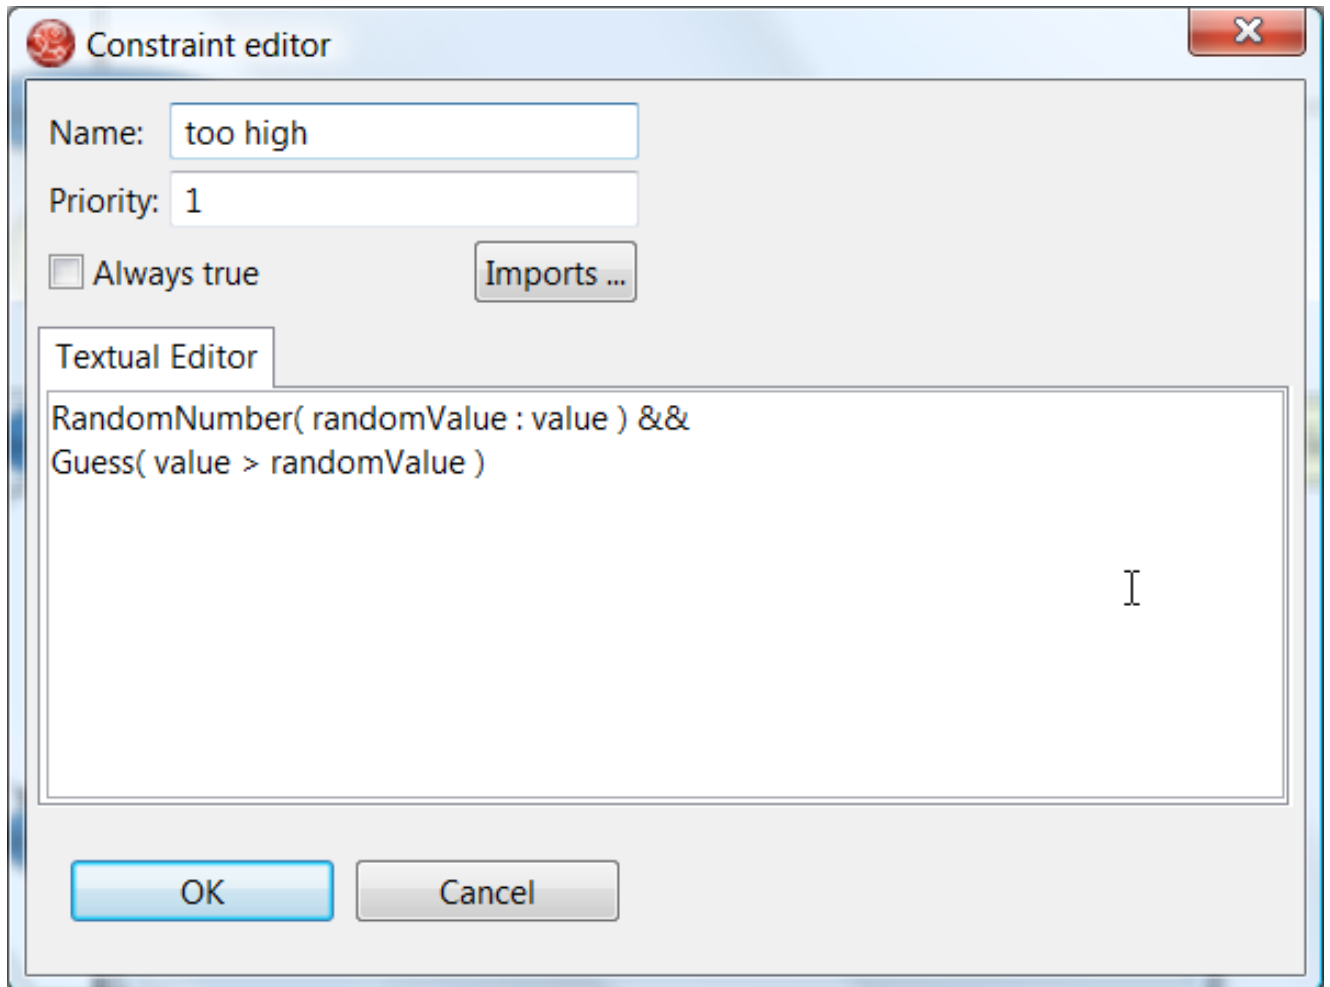 Constraint editor
Name: too high
Priority: 1
Always true Imports ...
Textual Editor
RandomNumber( randomValue : value ) &&
Guess( value > randomValue )
OK Cancel